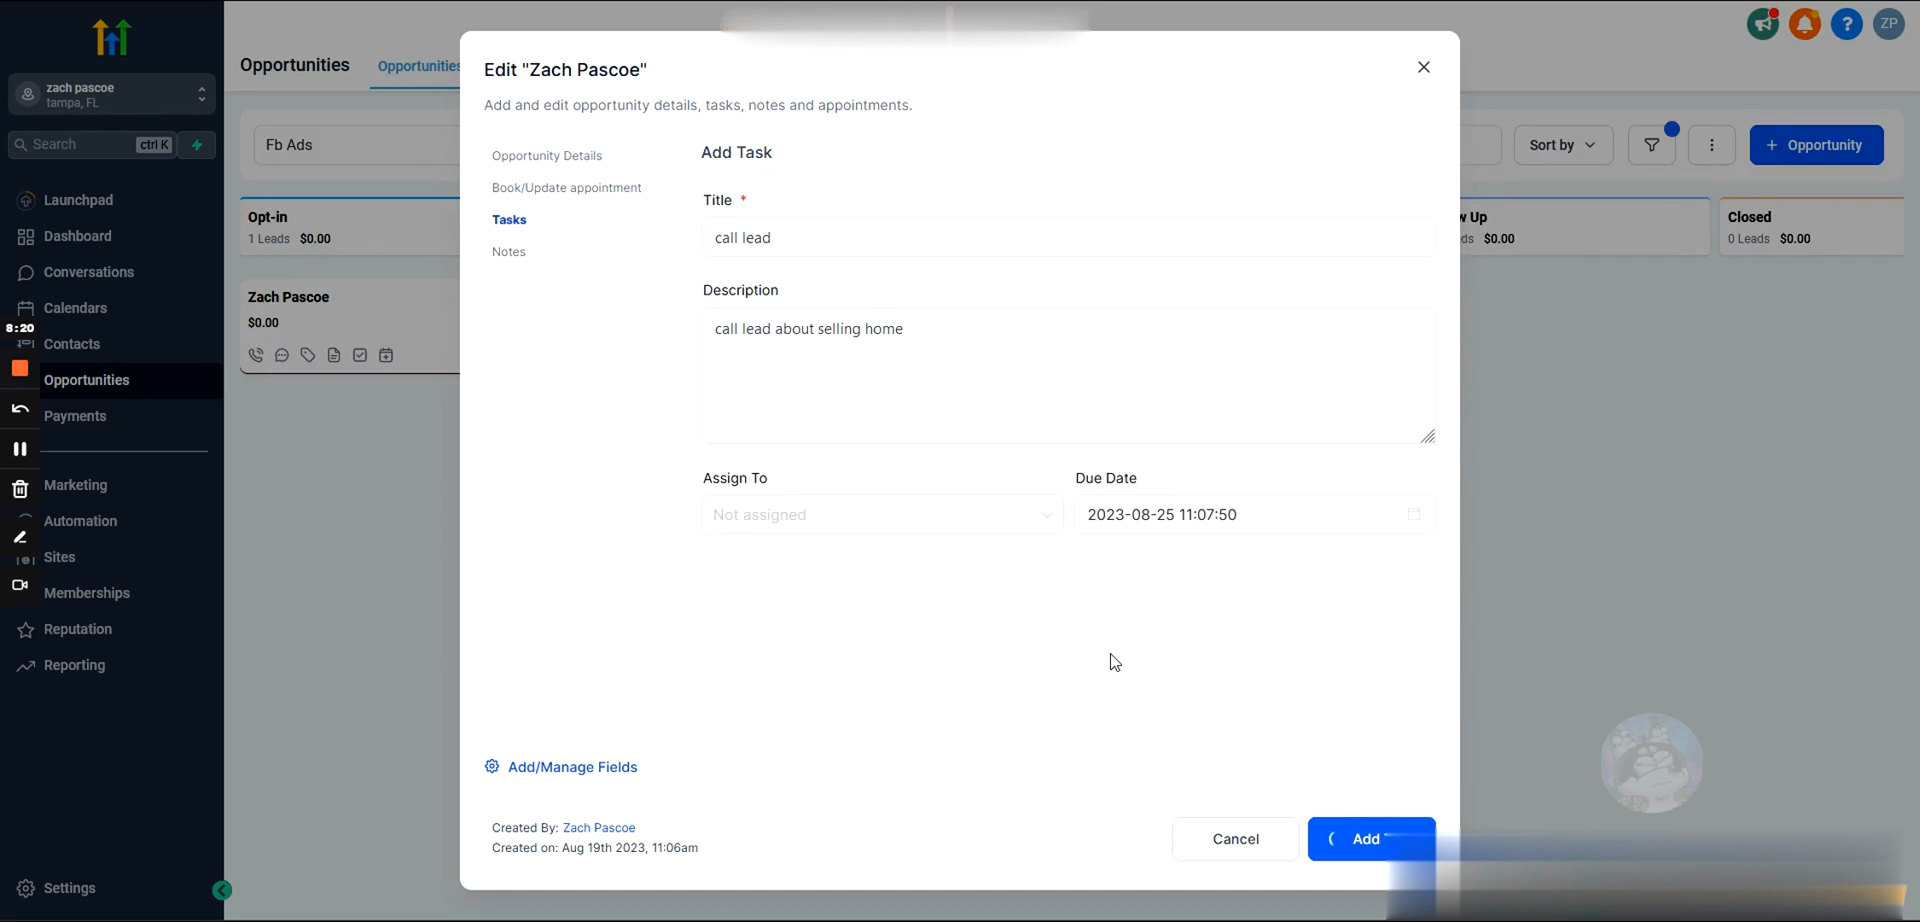 zach pascoe
tampa, FL
Search
ctrl K
Launchpad
Dashboard
Conversations
Calendars
8:20
Contacts
Opportunities
Payments
Marketing
Automation
Sites
Memberships
Reputation
Reporting
Settings
Opportunities
Opportunities
Fb Ads
Opt-in
1 Leads $0.00
Zach Pascoe
$0.00
Edit "Zach Pascoe"
Add and edit opportunity details, tasks, notes and appointments.
Opportunity Details
Book/Update appointment
Tasks
Notes
Add Task
Title *
call lead
Description
call lead about selling home
Assign To
Not assigned
Due Date
2023-08-25 11:07:50
Add/Manage Fields
Created By: Zach Pascoe
Created on: Aug 19th 2023, 11:06am
Cancel
Add
?
ZP
Sort by
+ Opportunity
w Up
ds $0.00
Closed
0 Leads $0.00